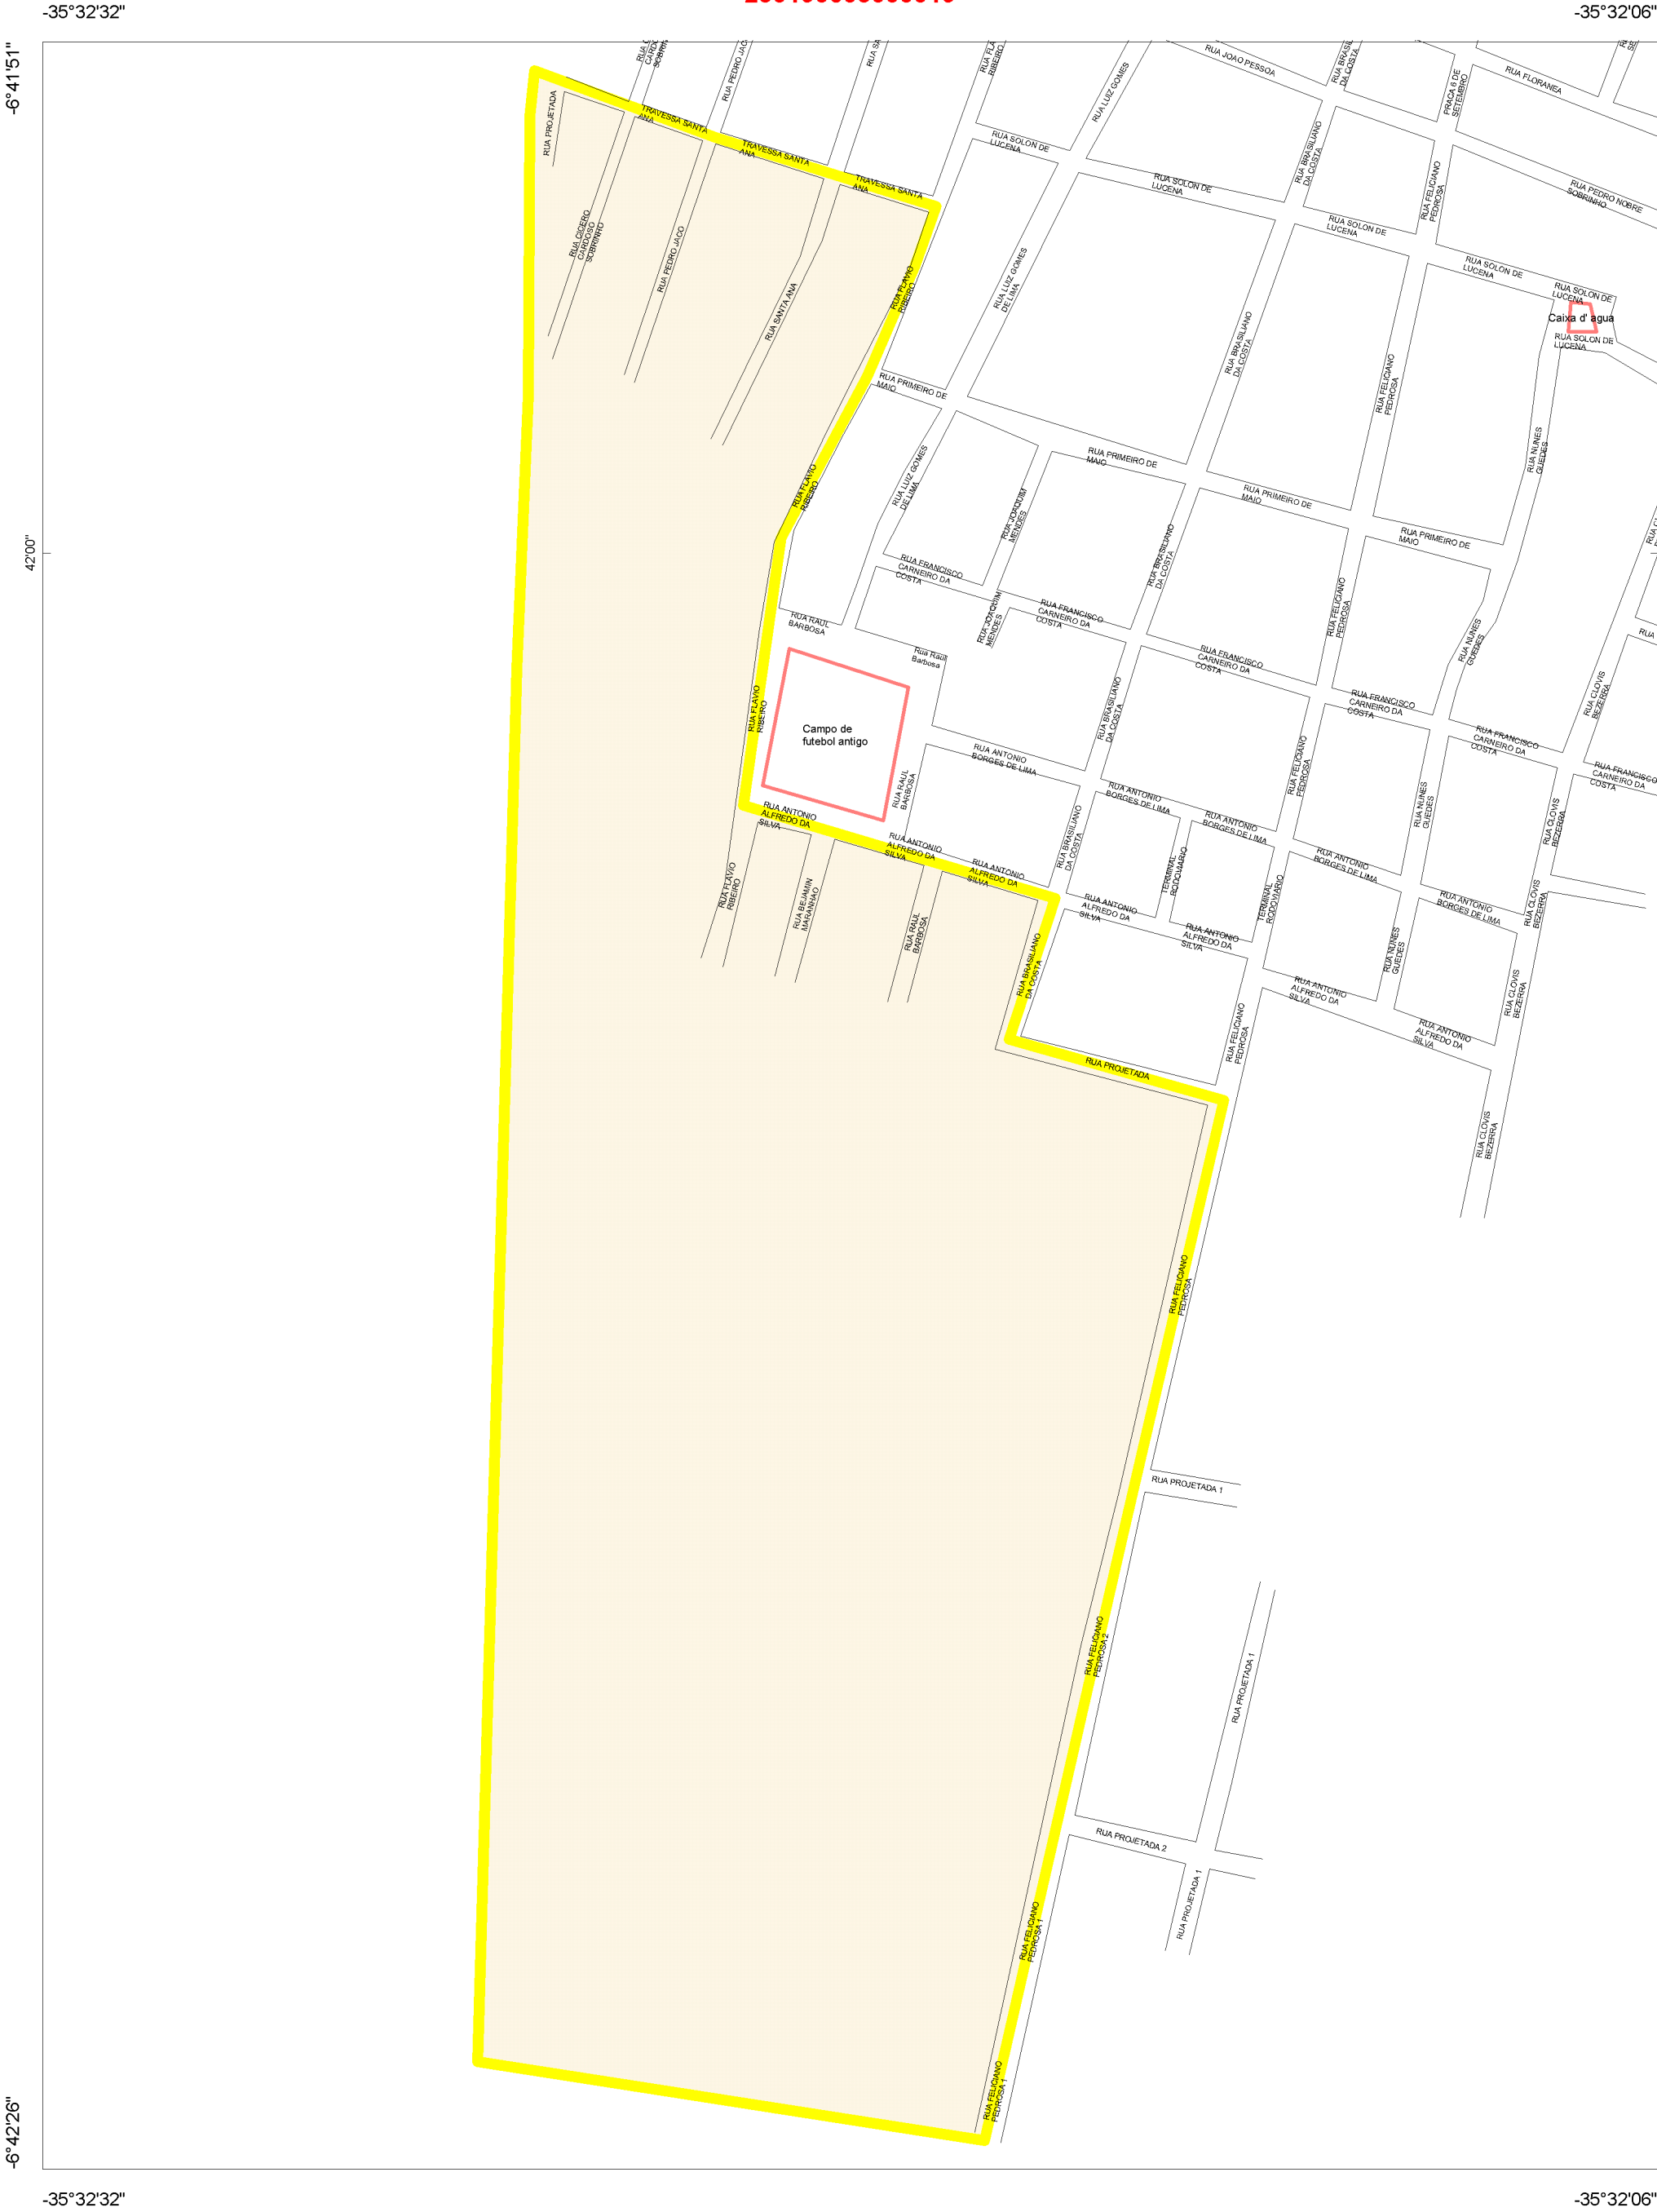 -35°32'32"
-35°32'06"
-6°41'51"
42'00"
-6°42'26"
RUA PEDRO JACO
RUA FLAVIO
RIBEIRO
RUA LUIZ GOMES
RUA JOAO PESSOA
RUA BRASILIANO
DA COSTA
PRACA 6 DE
SETEMBRO
RUA FLORANEA
RUA PROJETADA
TRAVESSA SANTA
ANA
TRAVESSA SANTA
ANA
TRAVESSA SANTA
ANA
RUA SOLON DE
LUCENA
RUA SOLON DE
LUCENA
RUA BRASILIANO
DA COSTA
RUA FELICIANO
PEDROSA
RUA PEDRO NOBRE
SOBRINHO
RUA SOLON DE
LUCENA
RUA SOLON DE
LUCENA
RUA SOLON DE
LUCENA
Caixa d' agua
RUA SOLON DE
LUCENA
RUA CICERO
CARDOSO
SOBRINHO
RUA PEDRO JACO
RUA SANTA ANA
RUA FLAVIO
RIBEIRO
RUA LUIZ GOMES
DE LIMA
RUA BRASILIANO
DA COSTA
RUA FELICIANO
PEDROSA
RUA PRIMEIRO DE
MAIO
RUA PRIMEIRO DE
MAIO
RUA PRIMEIRO DE
MAIO
RUA PRIMEIRO DE
MAIO
RUA NUNES
GUEDES
RUA FLAVIO
RIBEIRO
RUA LUIZ GOMES
DE LIMA
RUA JOAQUIM
MENDES
RUA BRASILIANO
DA COSTA
RUA FRANCISCO
CARNEIRO DA
COSTA
RUA FRANCISCO
CARNEIRO DA
COSTA
RUA JOAQUIM
MENDES
RUA FELICIANO
PEDROSA
RUA NUNES
GUEDES
RUA RAUL
BARBOSA
Rua Raul
Barbosa
RUA FRANCISCO
CARNEIRO DA
COSTA
RUA FRANCISCO
CARNEIRO DA
COSTA
RUA FRANCISCO
CARNEIRO DA
COSTA
RUA FRANCISCO
CARNEIRO DA
COSTA
RUA CLOVIS
BEZERRA
RUA FLAVIO
RIBEIRO
Campo de
futebol antigo
RUA BRASILIANO
DA COSTA
RUA ANTONIO
BORGES DE LIMA
RUA RAUL
BARBOSA
RUA FELICIANO
PEDROSA
RUA ANTONIO
BORGES DE LIMA
RUA ANTONIO
BORGES DE LIMA
RUA ANTONIO
BORGES DE LIMA
RUA ANTONIO
BORGES DE LIMA
RUA NUNES
GUEDES
RUA CLOVIS
BEZERRA
RUA ANTONIO
ALFREDO DA
SILVA
RUA ANTONIO
ALFREDO DA
SILVA
RUA ANTONIO
ALFREDO DA
SILVA
RUA BRASILIANO
DA COSTA
TERMINAL
RODOVIARIO
TERMINAL
RODOVIARIO
RUA FLAVIO
RIBEIRO
RUA BEJAMIN
MARANHAO
RUA RAUL
BARBOSA
RUA ANTONIO
ALFREDO DA
SILVA
RUA ANTONIO
ALFREDO DA
SILVA
RUA ANTONIO
ALFREDO DA
SILVA
RUA ANTONIO
ALFREDO DA
SILVA
RUA NUNES
GUEDES
RUA CLOVIS
BEZERRA
RUA CLOVIS
BEZERRA
RUA BRASILIANO
DA COSTA
RUA PROJETADA
RUA FELICIANO
PEDROSA
RUA CLOVIS
BEZERRA
RUA FELICIANO
PEDROSA
RUA PROJETADA 1
RUA FELICIANO
PEDROSA 2
RUA PROJETADA 1
RUA PROJETADA 2
RUA PROJETADA 1
RUA FELICIANO
PEDROSA 1
RUA FELICIANO
PEDROSA 1
-35°32'32"
-35°32'06"